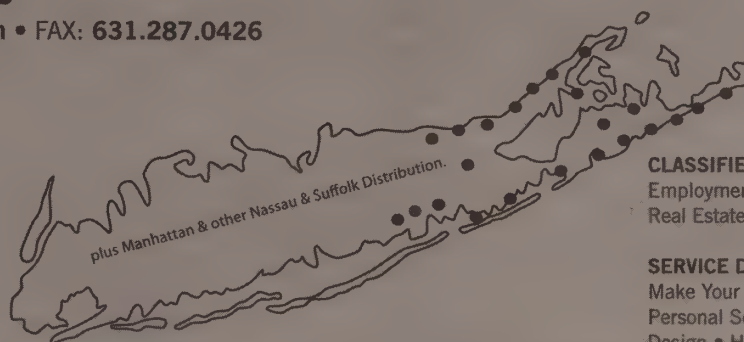 n • FAX: 631.287.0426
plus Manhattan & other Nassau & Suffolk Distribution.
CLASSIFIE
Employmen
Real Estate
SERVICE D
Make Your
Personal Se
Design • H